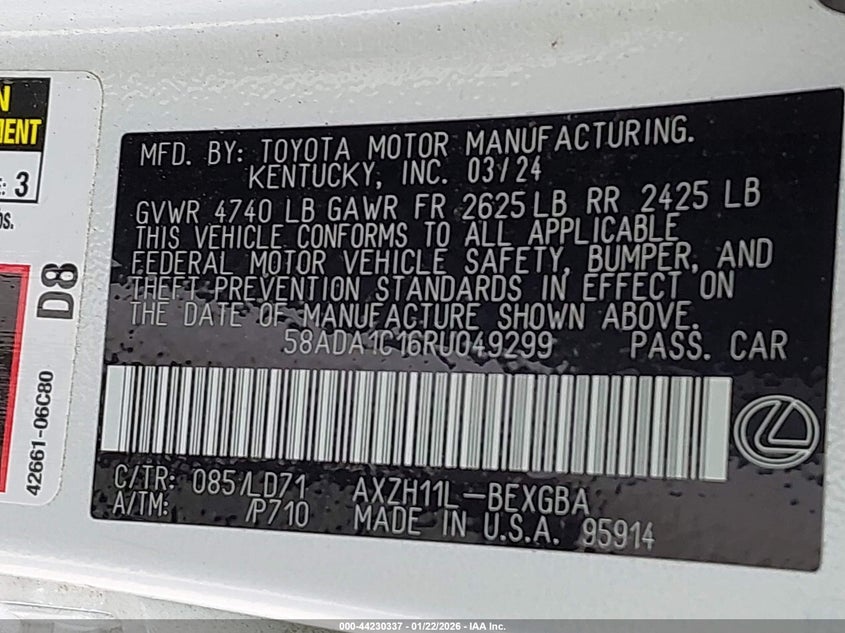 N
MENT
E: 3
bs.
D8
42661-06C80
MFD. BY: TOYOTA MOTOR MANUFACTURING.
KENTUCKY, INC. 03/24
GVWR 4740 LB GAWR FR 2625 LB RR 2425 LB
THIS VEHICLE CONFORMS TO ALL APPLICABLE
FEDERAL MOTOR VEHICLE SAFETY, BUMPER, AND
THEFT PREVENTION STANDARDS IN EFFECT ON
THE DATE OF MANUFACTURE SHOWN ABOVE.
58ADA1C16RU049299 PASS. CAR
C/TR: 085/LD71 AXZH11L-BEXGBA
A/TM: /P710 MADE IN U.S.A. 95914
000-44230337 - 01/22/2026 - IAA Inc.